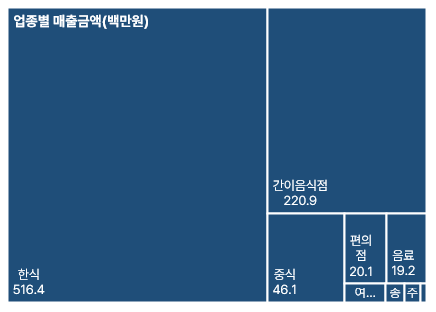 업종별 매출금액(백만원)
한식
516.4
간이음식점
220.9
중식
46.1
편의
점
20.1
음료
19.2
여...
송
주